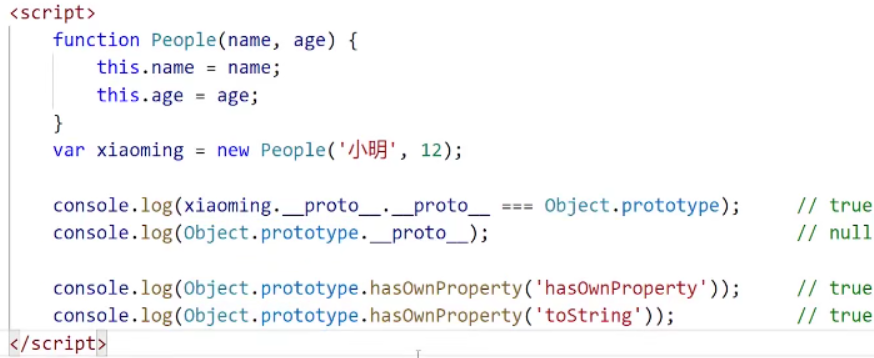 <script>
function People(name, age) {
this.name = name;
this.age = age;
}
var xiaoming = new People('小明', 12);
console.log(xiaoming.__proto__.__proto__ === Object.prototype); // true
console.log(Object.prototype.__proto__); // null
console.log(Object.prototype.hasOwnProperty('hasOwnProperty')); // true
console.log(Object.prototype.hasOwnProperty('toString')); // true
</script>